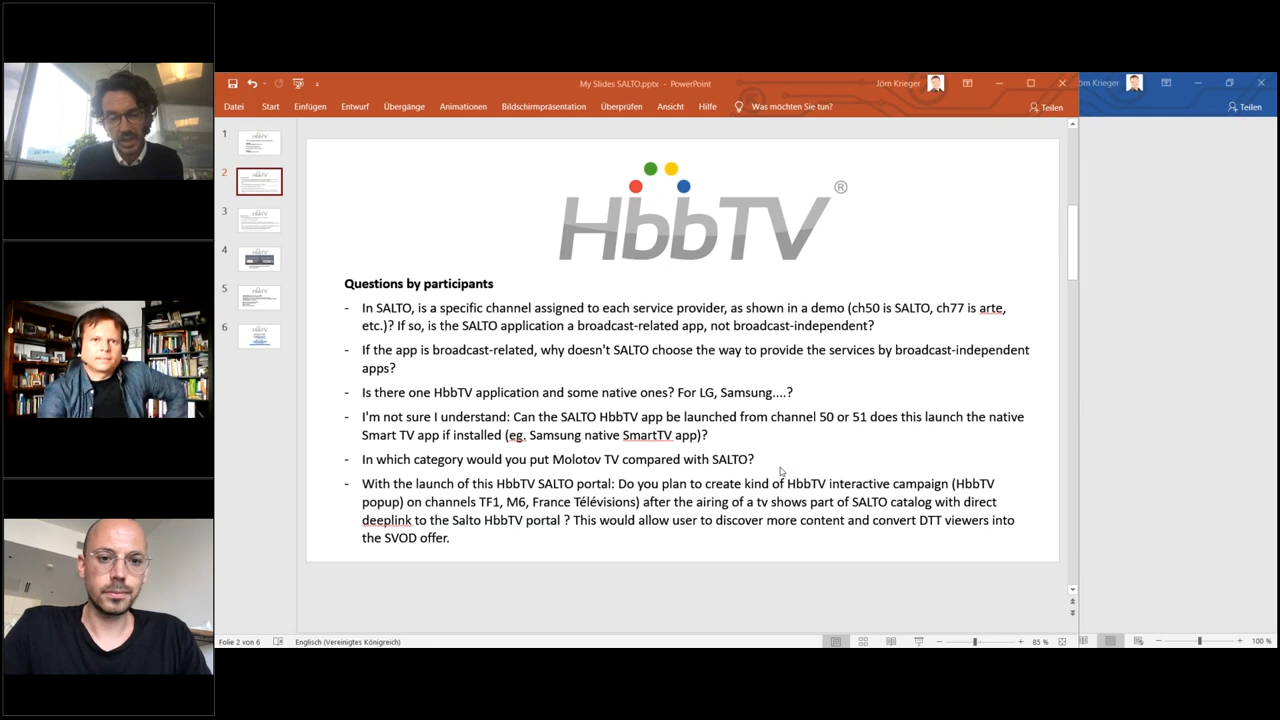 My Slides SALTO.pptx - PowerPoint
Jörn Krieger
örn Krieger
Datei Start Einfügen Entwurf Übergänge Animationen Bildschirmpräsentation Überprüfen Ansicht Hilfe Was möchten Sie tun? Teilen
Teilen
1
2
3
4
5
6
HbbTV®
Questions by participants
- In SALTO, is a specific channel assigned to each service provider, as shown in a demo (ch50 is SALTO, ch77 is arte,
etc.)? If so, is the SALTO application a broadcast-related app, not broadcast-independent?
- If the app is broadcast-related, why doesn't SALTO choose the way to provide the services by broadcast-independent
apps?
- Is there one HbbTV application and some native ones? For LG, Samsung....?
- I'm not sure I understand: Can the SALTO HbbTV app be launched from channel 50 or 51 does this launch the native
Smart TV app if installed (eg. Samsung native SmartTV app)?
- In which category would you put Molotov TV compared with SALTO?
- With the launch of this HbbTV SALTO portal: Do you plan to create kind of HbbTV interactive campaign (HbbTV
popup) on channels TF1, M6, France Télévisions) after the airing of a tv shows part of SALTO catalog with direct
deeplink to the Salto HbbTV portal ? This would allow user to discover more content and convert DTT viewers into
the SVOD offer.
Folie 2 von 6 Englisch (Vereinigtes Königreich) 85 % 100 %